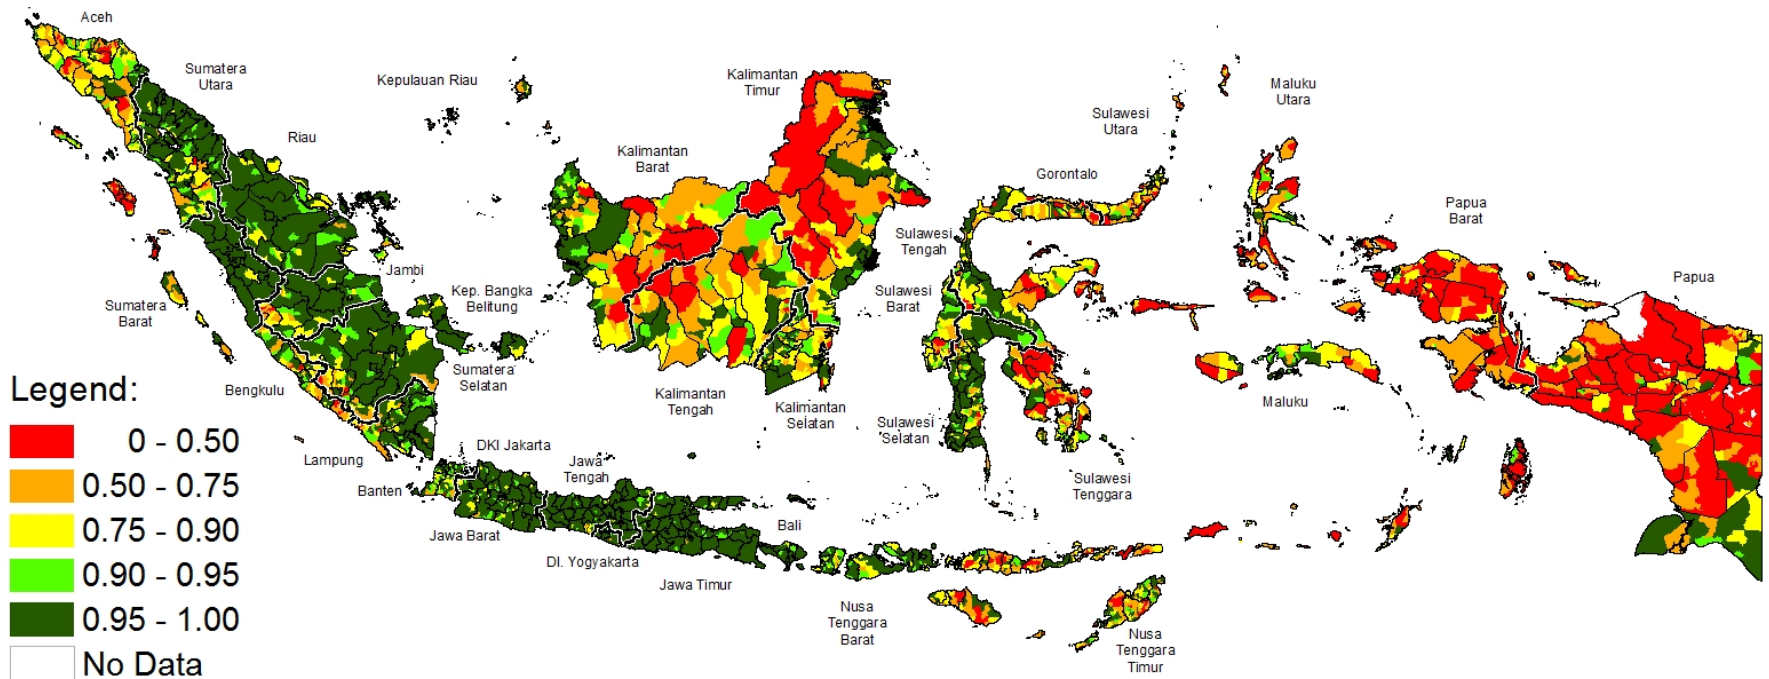 Aceh
Sumatera
Utara
Kepulauan Riau
Riau
Kalimantan
Timur
Kalimantan
Barat
Sulawesi
Utara
Maluku
Utara
Gorontalo
Papua
Barat
Papua
Sulawesi
Tengah
Jambi
Kep. Bangka
Belitung
Sulawesi
Barat
Sumatera
Barat
Sumatera
Selatan
Bengkulu
Kalimantan
Tengah
Kalimantan
Selatan
Sulawesi
Selatan
Maluku
Lampung
DKI Jakarta
Jawa
Tengah
Banten
Sulawesi
Tenggara
Jawa Barat
Bali
DI. Yogyakarta
Jawa Timur
Nusa
Tenggara
Barat
Nusa
Tenggara
Timur
Legend:
0 - 0.50
0.50 - 0.75
0.75 - 0.90
0.90 - 0.95
0.95 - 1.00
No Data